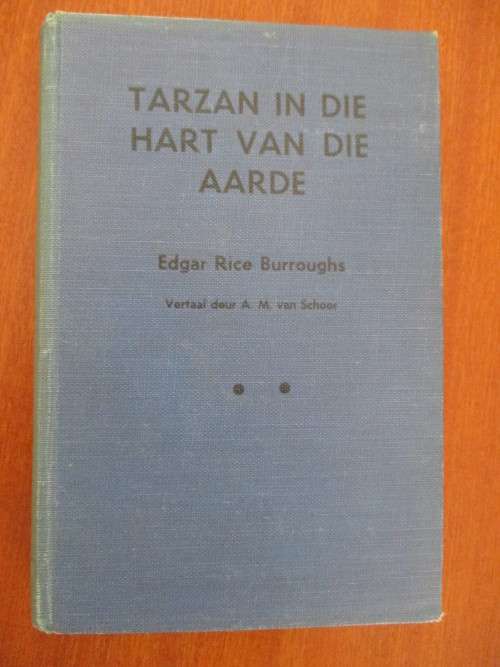 TARZAN IN DIE
HART VAN DIE
AARDE
Edgar Rice Burroughs
Vertaal deur A. M. van Schoor